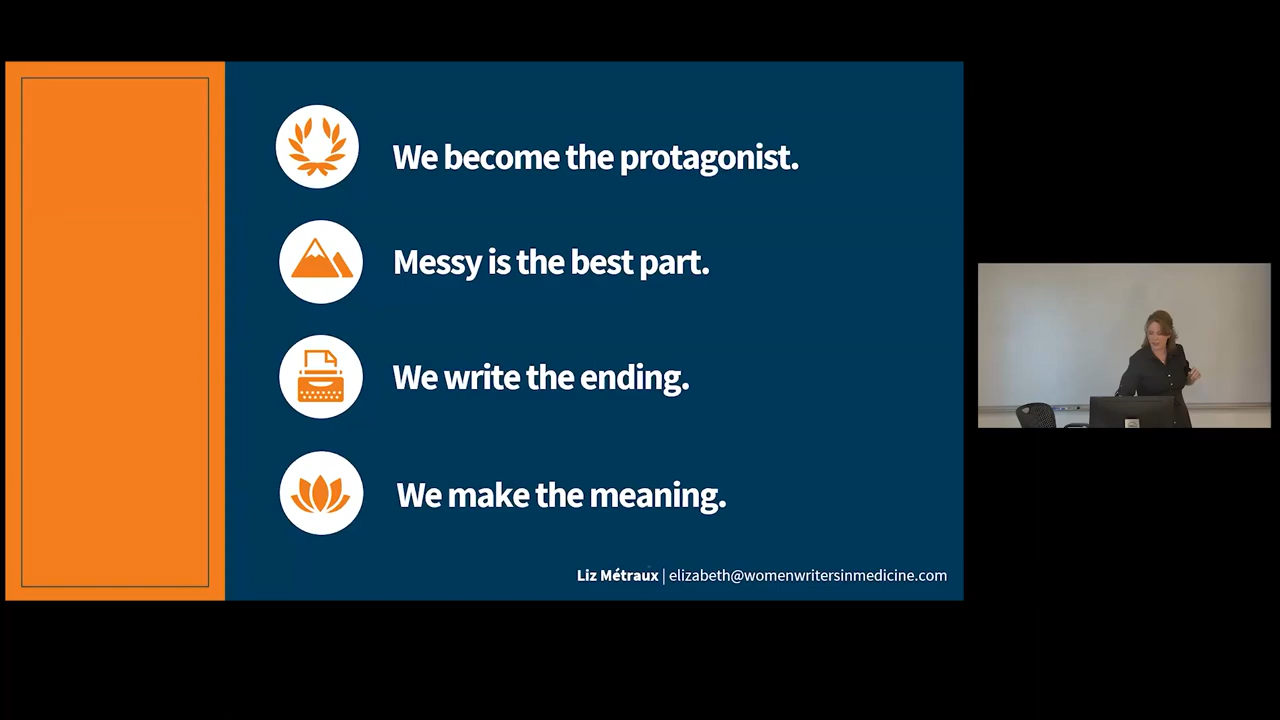 We become the protagonist.
Messy is the best part.
We write the ending.
We make the meaning.
Liz Métraux | elizabeth@womenwritersinmedicine.com